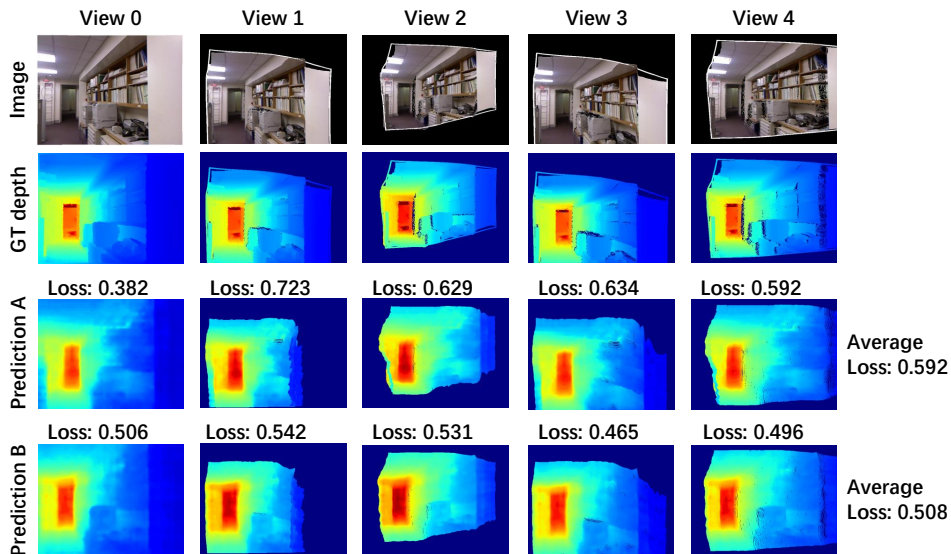 View 0 View 1 View 2 View 3 View 4
Image
GT depth
Loss: 0.382 Loss: 0.723 Loss: 0.629 Loss: 0.634 Loss: 0.592
Prediction A
Average
Loss: 0.592
Loss: 0.506 Loss: 0.542 Loss: 0.531 Loss: 0.465 Loss: 0.496
Prediction B
Average
Loss: 0.508